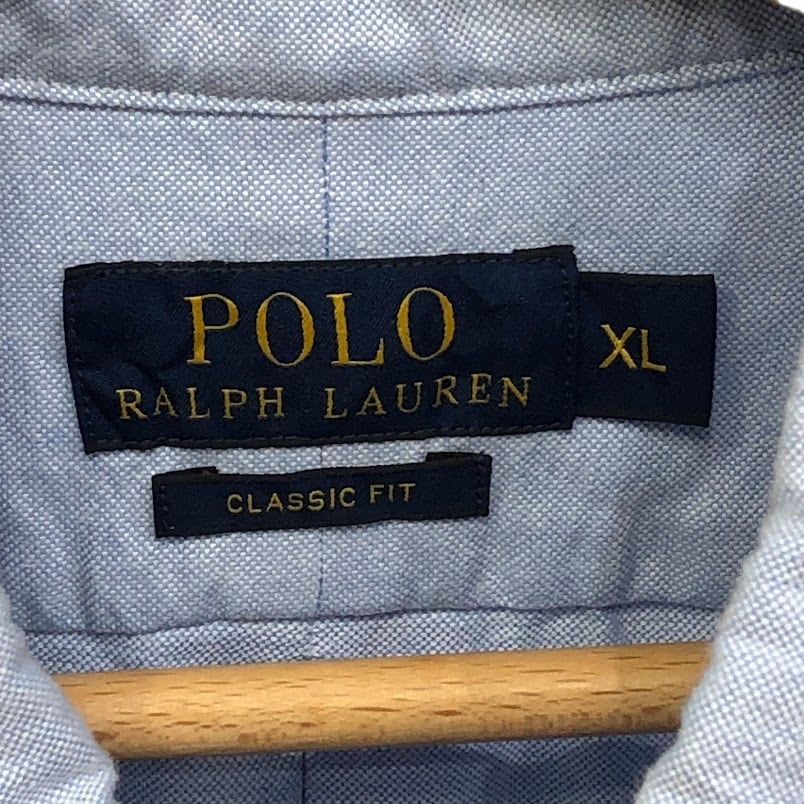 POLO
RALPH LAUREN
XL
CLASSIC FIT